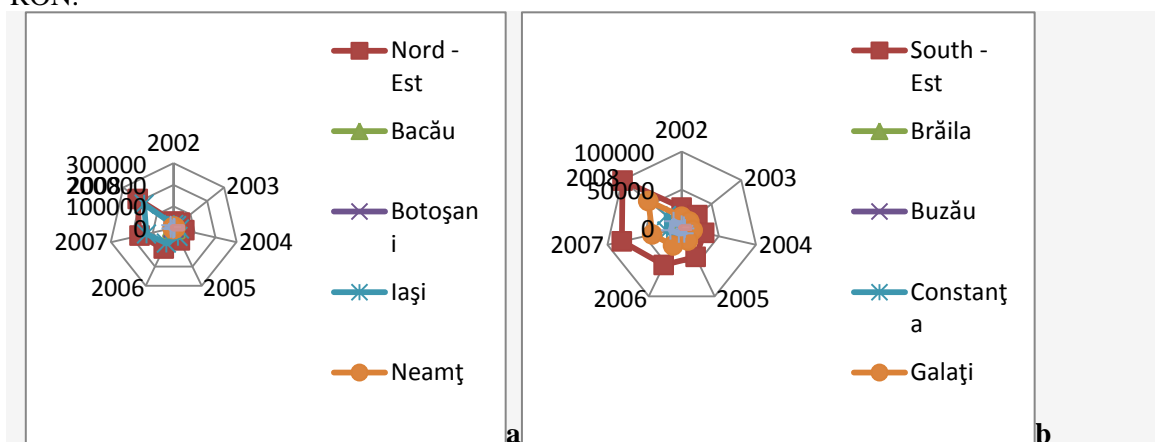 RON.
Nord -
Est
Bacău
Botoşan
i
Iaşi
Neamţ
2002
2003
2004
2005
2006
2007
2008
300000
200000
100000
0
a
South -
Est
Brăila
Buzău
Constanţ
a
Galaţi
2002
2003
2004
2005
2006
2007
2008
100000
50000
0
b